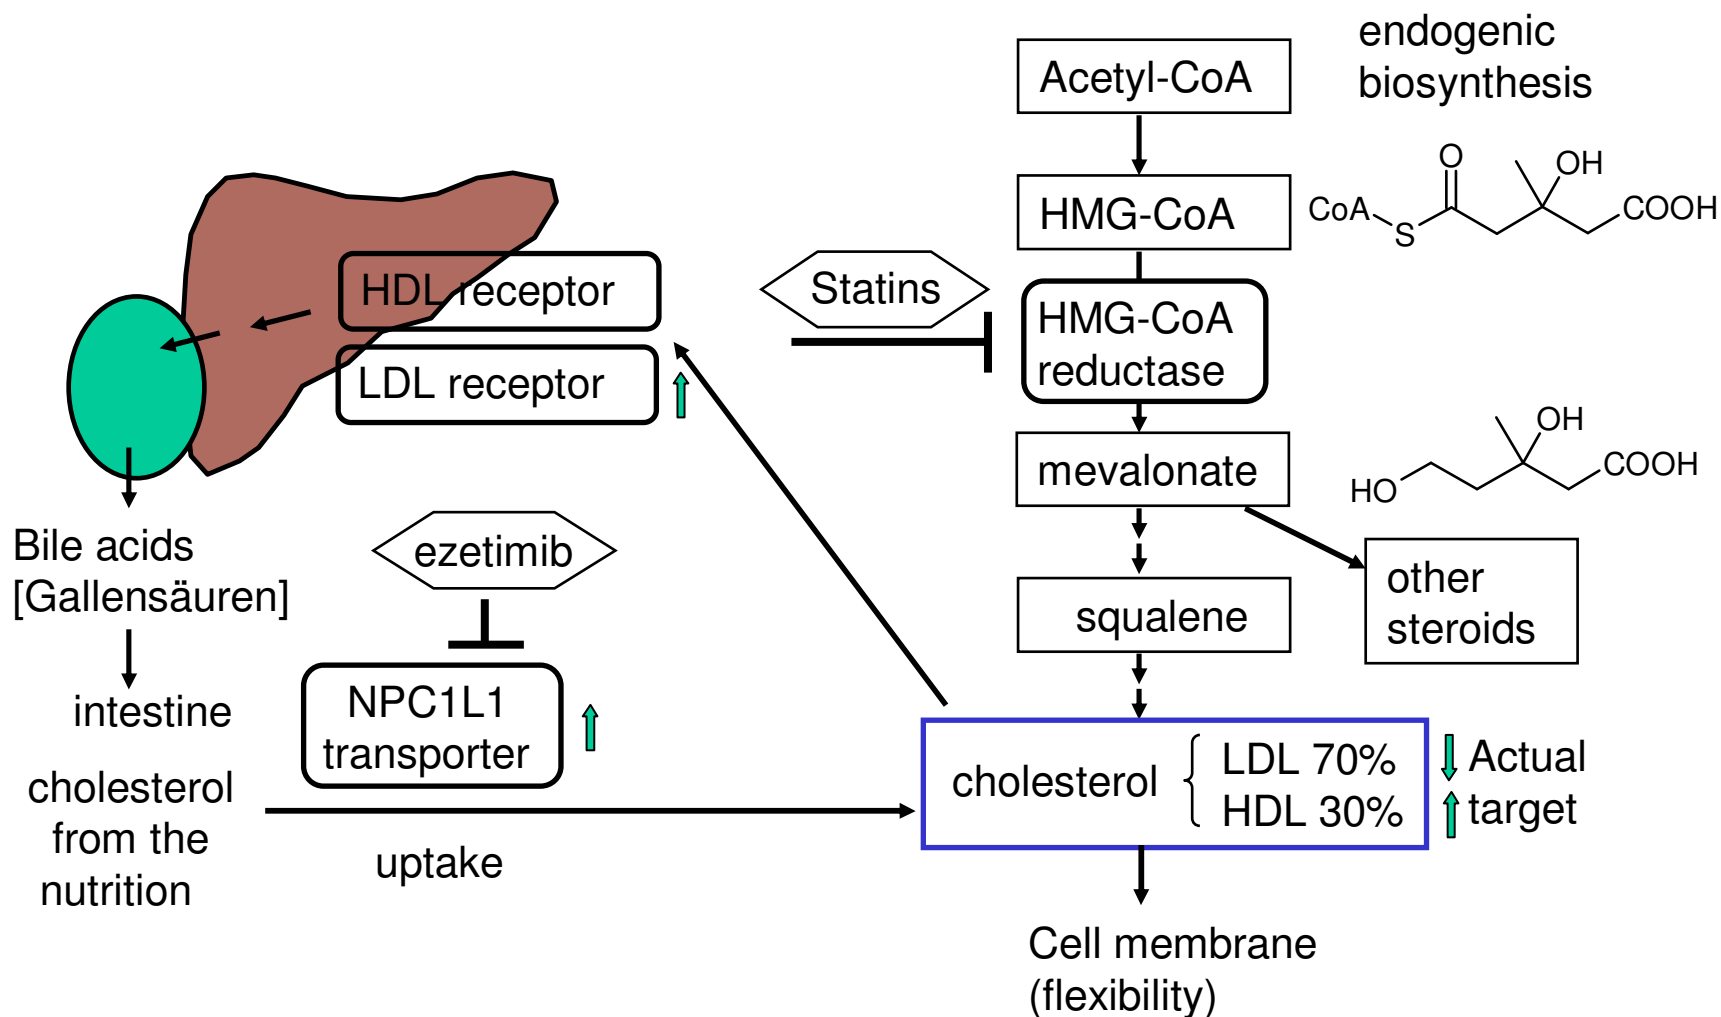 endogenic
biosynthesis
Acetyl-CoA
HMG-CoA
O
OH
CoA
S
COOH
HDL receptor
LDL receptor
Statins
HMG-CoA
reductase
mevalonate
OH
COOH
HO
Bile acids
[Gallensäuren]
ezetimib
squalene
other
steroids
intestine
NPC1L1
transporter
cholesterol
LDL 70%
HDL 30%
Actual
target
cholesterol
from the
nutrition
uptake
Cell membrane
(flexibility)